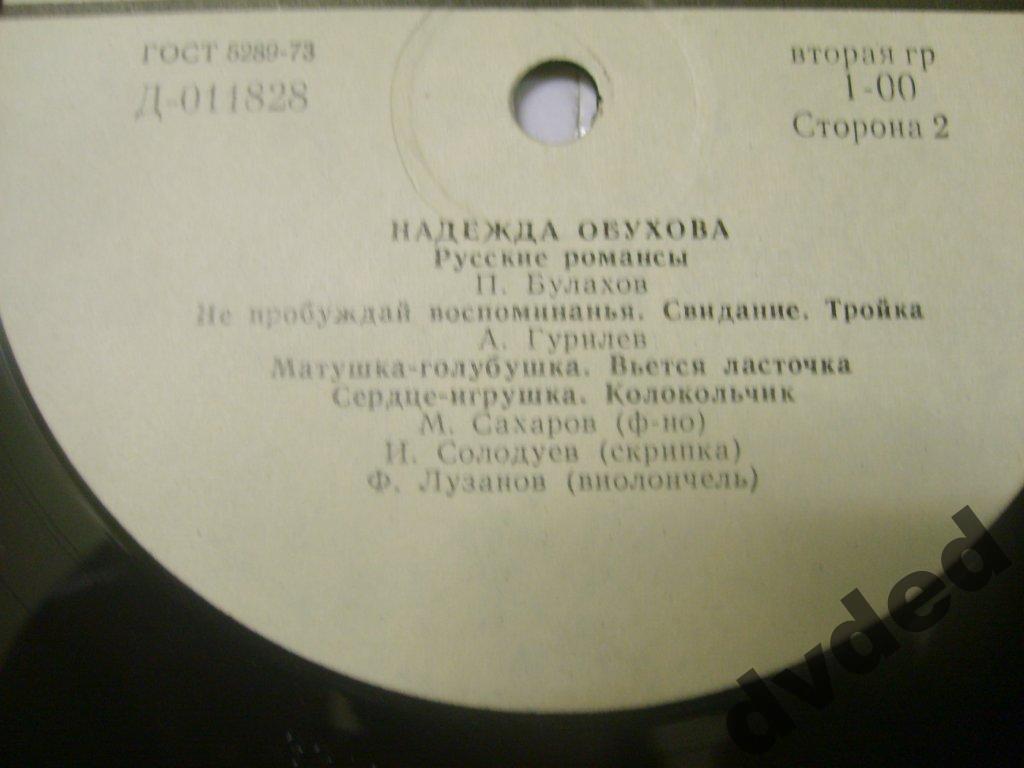 ГОСТ 5289-73
Д-011828
вторая гр
1-00
Сторона 2
НАДЕЖДА ОБУХОВА
Русские романсы
П. Булахов
Не пробуждай воспоминанья. Свидание. Тройка
А. Гурилев
Матушка-голубушка. Вьется ласточка
Сердце-игрушка. Колокольчик
М. Сахаров (ф-но)
И. Солодуев (скрипка)
Ф. Лузанов (виолончель)
dvded